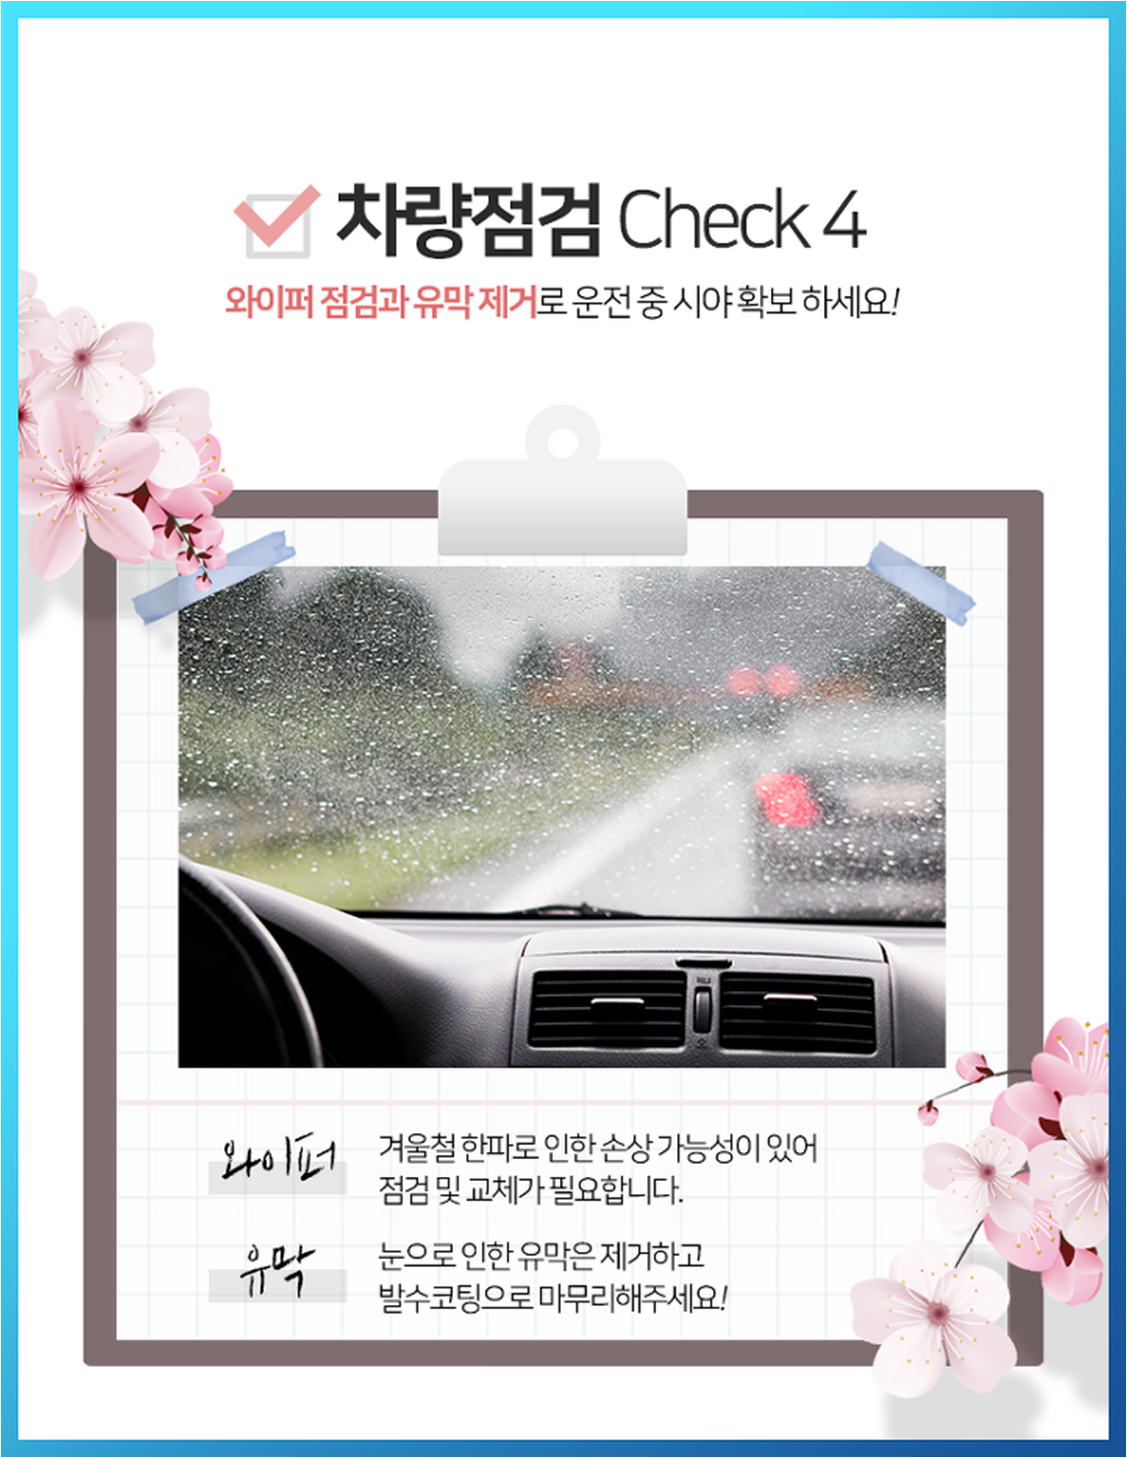 차량점검 Check 4
와이퍼 점검과 유막 제거로 운전 중 시야 확보 하세요!
와이퍼
겨울철 한파로 인한 손상 가능성이 있어
점검 및 교체가 필요합니다.
유막
눈으로 인한 유막은 제거하고
발수코팅으로 마무리해주세요!